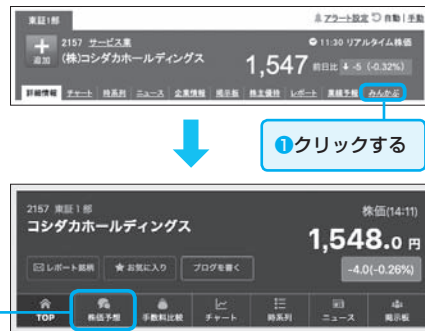 東証1部
アラート設定 自動 | 手動
追加
2157 サービス業
11:30 リアルタイム株価
(株)コシダカホールディングス
1,547 前日比 -5 (-0.32%)
詳細情報 チャート 時系列 ニュース 企業情報 掲示板 株主優待 レポート 業績予報 みんかぶ
❶クリックする
2157 東証1部
株価(14:11)
コシダカホールディングス
1,548.0 円
レポート銘柄 ★お気に入り ブログを書く
-4.0(-0.26%)
TOP 株価予想 手数料比較 チャート 時系列 ニュース 掲示板